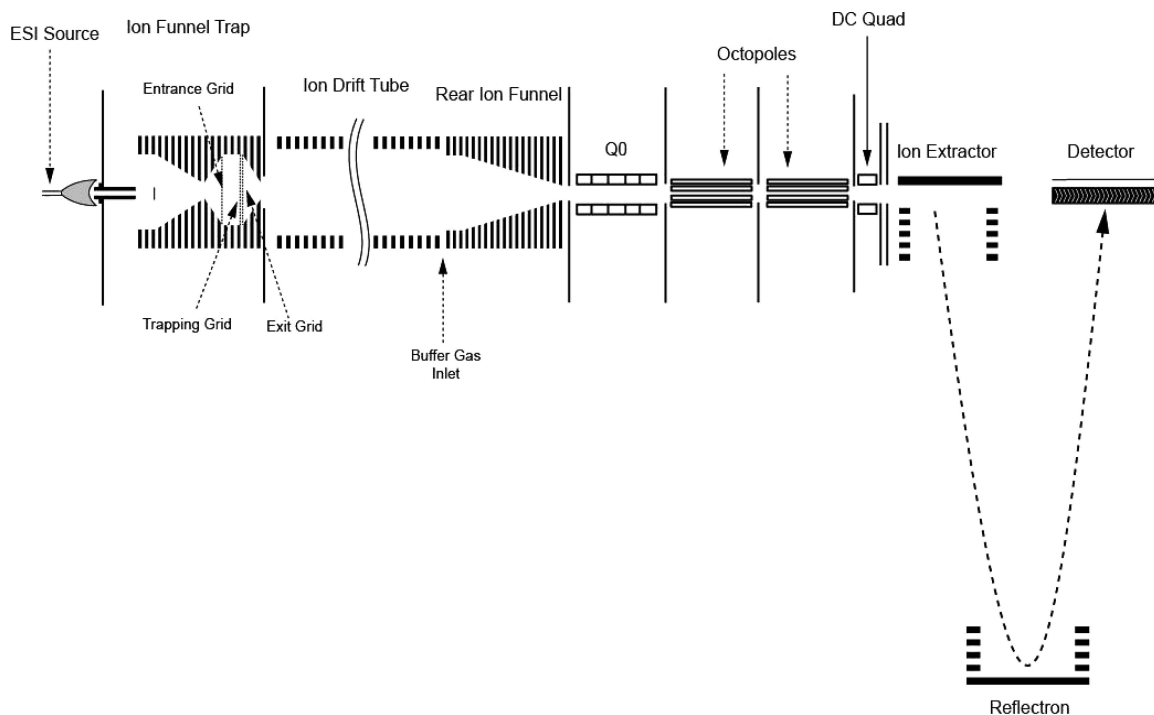 ESI Source
Ion Funnel Trap
Entrance Grid
Trapping Grid
Exit Grid
Ion Drift Tube
Rear Ion Funnel
Buffer Gas
Inlet
Q0
Octopoles
DC Quad
Ion Extractor
Detector
Reflectron